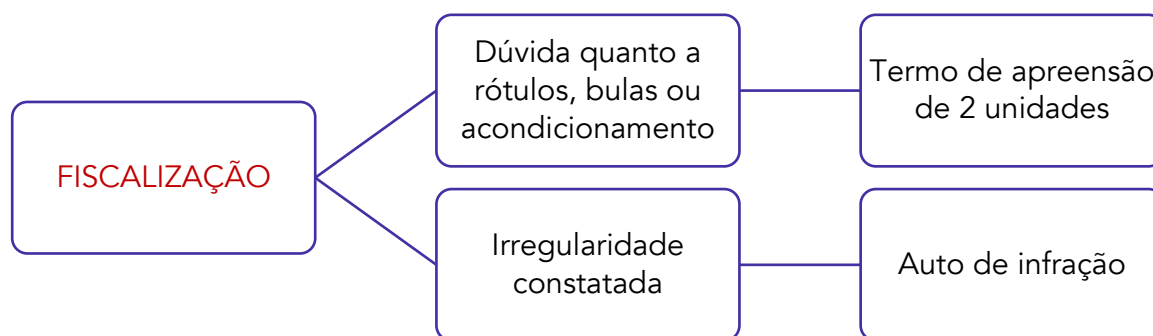 FISCALIZAÇÃO
Dúvida quanto a
rótulos, bulas ou
acondicionamento
Termo de apreensão
de 2 unidades
Irregularidade
constatada
Auto de infração